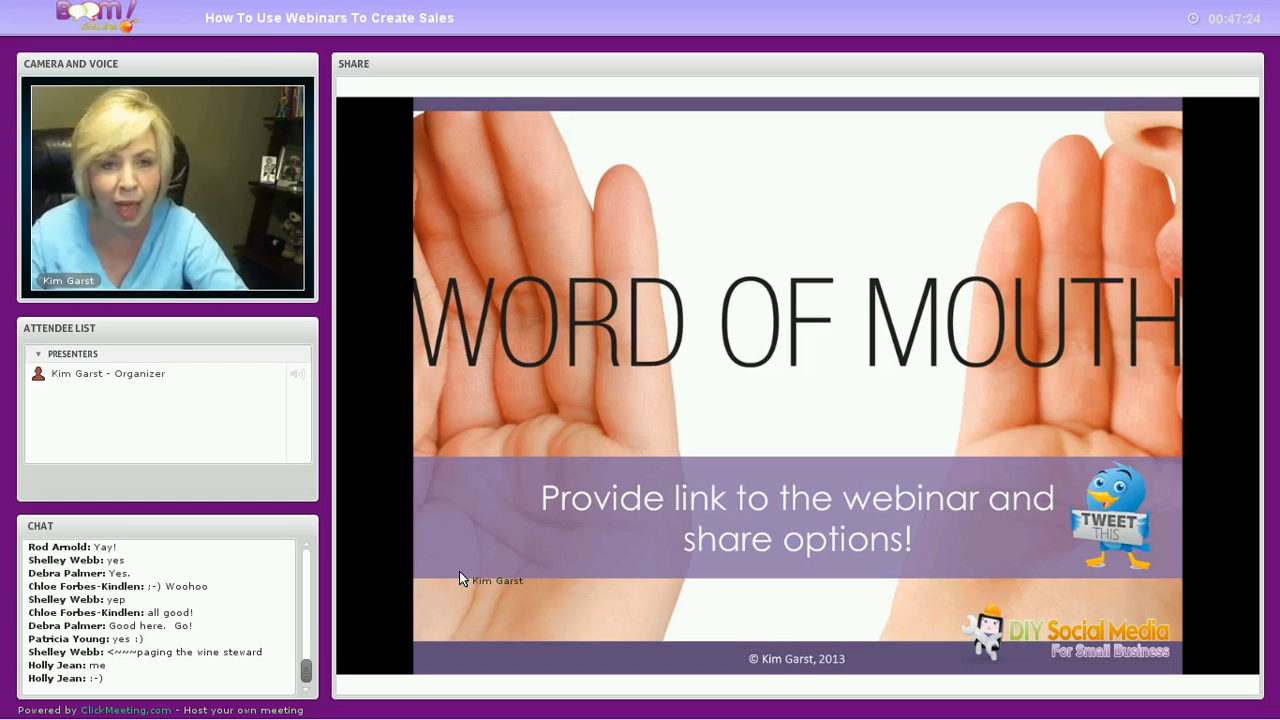 BOOM!
SOCIAL
How To Use Webinars To Create Sales
00:47:24
CAMERA AND VOICE
Kim Garst
ATTENDEE LIST
PRESENTERS
Kim Garst - Organizer
CHAT
Rod Arnold: Yay!
Shelley Webb: yes
Debra Palmer: Yes.
Chloe Forbes-Kindlen: ;-) Woohoo
Shelley Webb: yep
Chloe Forbes-Kindlen: all good!
Debra Palmer: Good here. Go!
Patricia Young: yes :)
Shelley Webb: <~~~paging the wine steward
Holly Jean: me
Holly Jean: :-)
Powered by ClickMeeting.com - Host your own meeting
SHARE
WORD OF MOUTH
Provide link to the webinar and
share options!
TWEET
THIS
Kim Garst
DIY Social Media
For Small Business
© Kim Garst, 2013